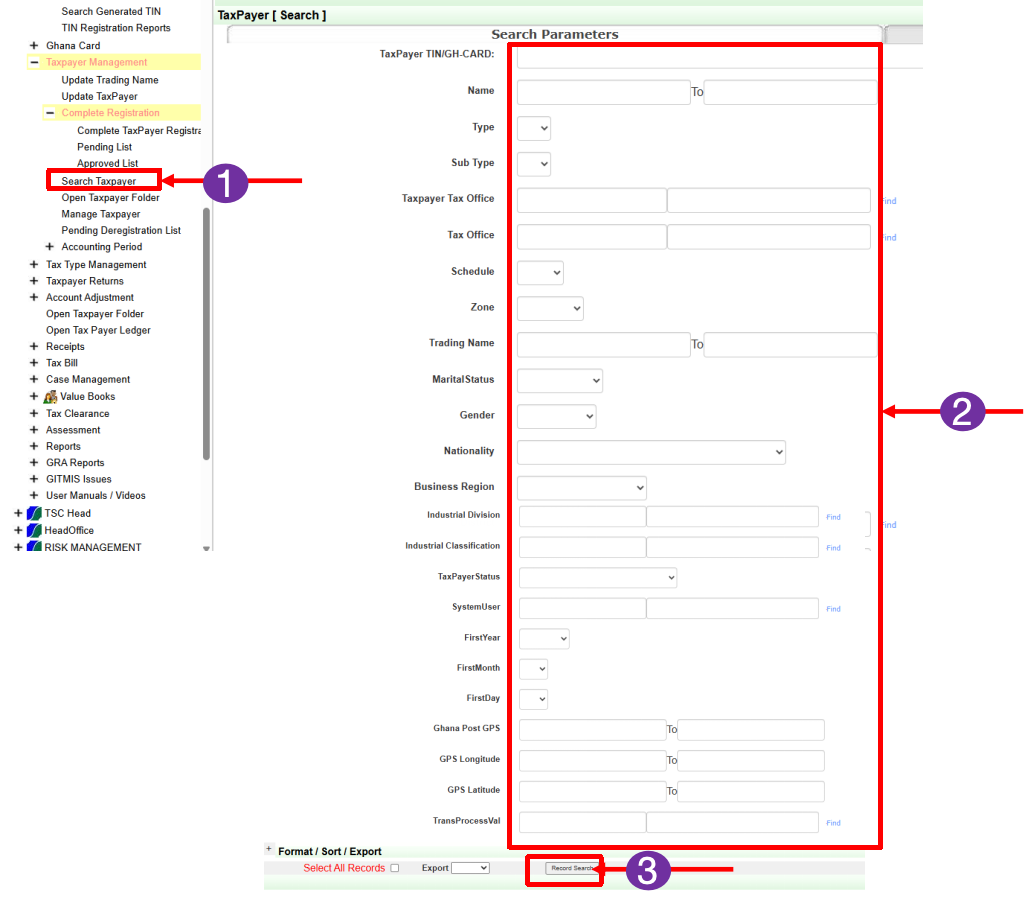 Search Generated TIN
TIN Registration Reports
Ghana Card
Taxpayer Management
Update Trading Name
Update TaxPayer
Complete Registration
Complete TaxPayer Registra
Pending List
Approved List
Search Taxpayer
Open Taxpayer Folder
Manage Taxpayer
Pending Deregistration List
Accounting Period
Tax Type Management
Taxpayer Returns
Account Adjustment
Open Taxpayer Folder
Open Tax Payer Ledger
Receipts
Tax Bill
Case Management
Value Books
Tax Clearance
Assessment
Reports
GRA Reports
GITMIS Issues
User Manuals / Videos
TSC Head
HeadOffice
RISK MANAGEMENT
1
TaxPayer [ Search ]
Search Parameters
TaxPayer TIN/GH-CARD:
Name To
Type
Sub Type
Taxpayer Tax Office Find
Tax Office Find
Schedule
Zone
Trading Name To
MaritalStatus
Gender
2
Nationality
Business Region
Industrial Division Find Find
Industrial Classification Find
TaxPayerStatus
SystemUser Find
FirstYear
FirstMonth
FirstDay
Ghana Post GPS To
GPS Longitude To
GPS Latitude To
TransProcessVal Find
+ Format / Sort / Export
Select All Records Export Record Search
3